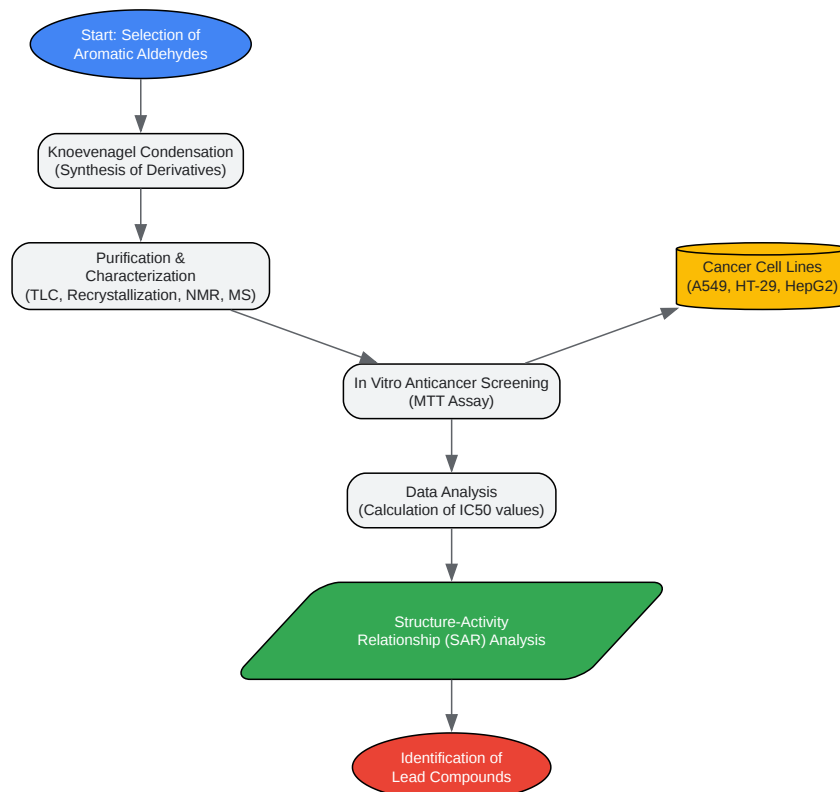 Start: Selection of
Aromatic Aldehydes
Knoevenagel Condensation
(Synthesis of Derivatives)
Purification &
Characterization
(TLC, Recrystallization, NMR, MS)
Cancer Cell Lines
(A549, HT-29, HepG2)
In Vitro Anticancer Screening
(MTT Assay)
Data Analysis
(Calculation of IC50 values)
Structure-Activity
Relationship (SAR) Analysis
Identification of
Lead Compounds